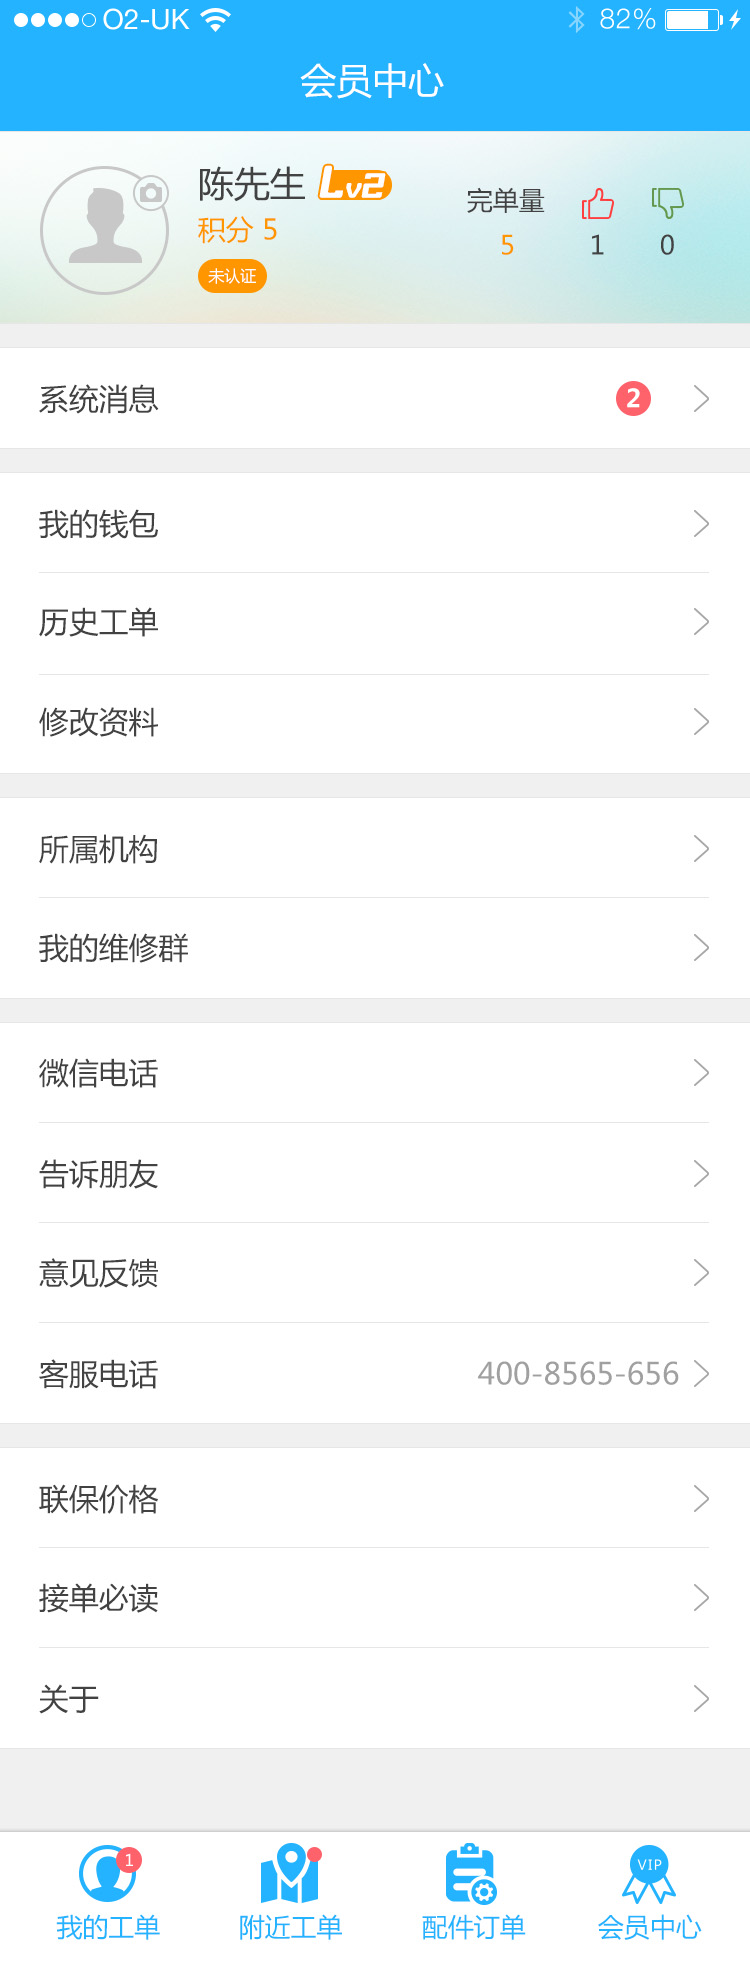 O2-UK 82%
会员中心
陈先生 Lv2
积分 5
未认证
完单量
5 1 0
系统消息 2
我的钱包
历史工单
修改资料
所属机构
我的维修群
微信电话
告诉朋友
意见反馈
客服电话 400-8565-656
联保价格
接单必读
关于
1 VIP
我的工单 附近工单 配件订单 会员中心